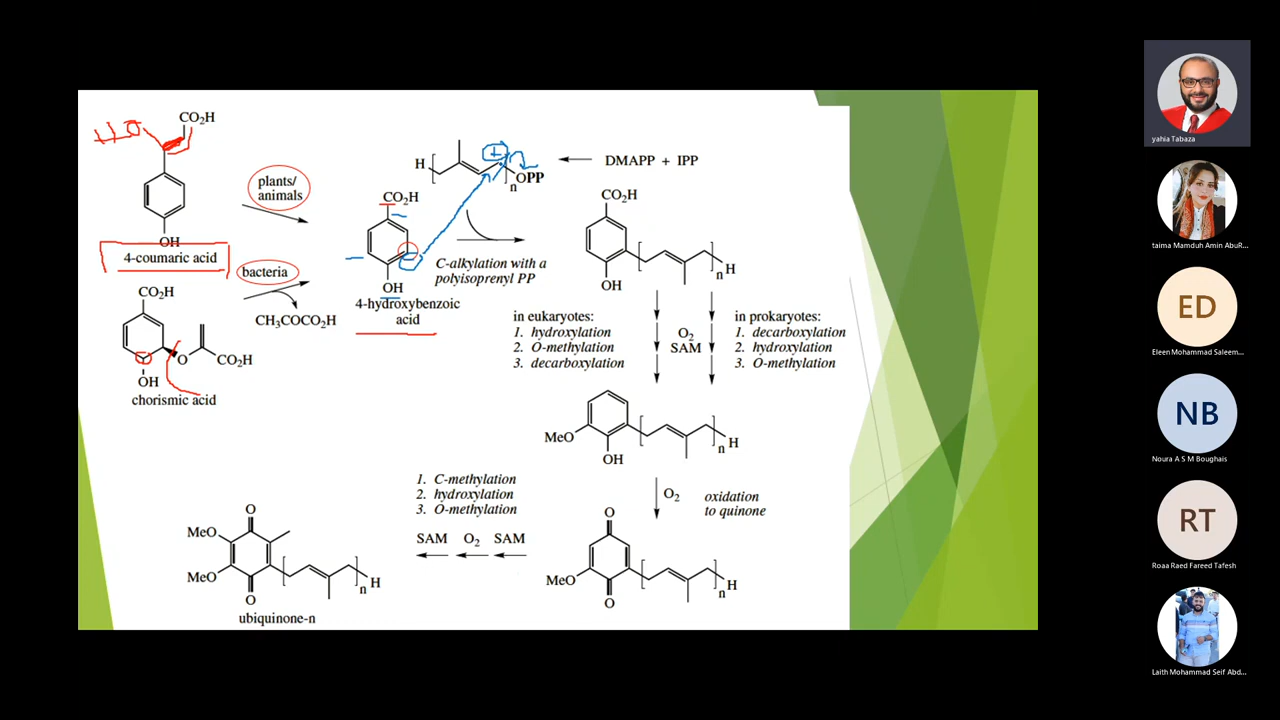 CO₂H
HO
OH
4-coumaric acid
plants/
animals
bacteria
CH₃COCO₂H
CO₂H
O
CO₂H
OH
chorismic acid
H
n
OPP
+
DMAPP + IPP
CO₂H
OH
4-hydroxybenzoic
acid
C-alkylation with a
polyisoprenyl PP
CO₂H
OH
n
H
in eukaryotes:
1. hydroxylation
2. O-methylation
3. decarboxylation
O₂
SAM
in prokaryotes:
1. decarboxylation
2. hydroxylation
3. O-methylation
MeO
OH
n
H
O₂
oxidation
to quinone
O
MeO
O
n
H
1. C-methylation
2. hydroxylation
3. O-methylation
SAM O₂ SAM
O
MeO
MeO
O
n
H
ubiquinone-n
yahia Tabaza
taima Mamduh Amin AbuR...
ED
Eleen Mohammad Saleem...
NB
Noura A S M Boughais
RT
Roaa Raed Fareed Tafesh
Laith Mohammad Seif Abd...